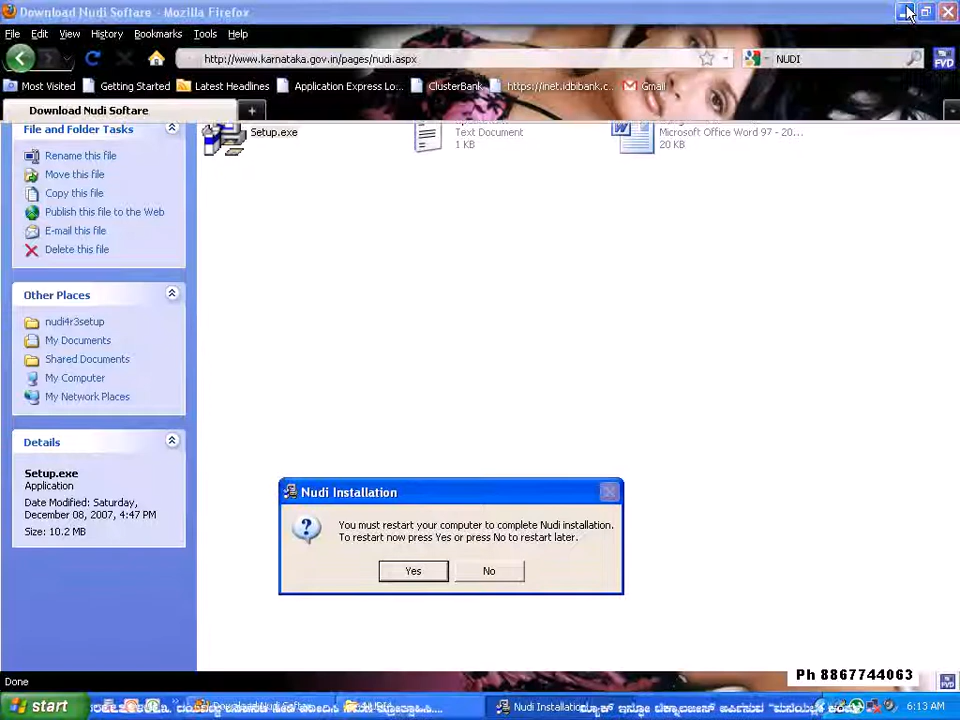 Download Nudi Softare - Mozilla Firefox
File Edit View History Bookmarks Tools Help
http://www.karnataka.gov.in/pages/nudi.aspx
NUDI
FVD
Most Visited Getting Started Latest Headlines Application Express Lo... ClusterBank https://inet.idbibank.c... Gmail
Download Nudi Softare
File and Folder Tasks
Setup.exe
Text Document
1 KB
Microsoft Office Word 97 - 20...
20 KB
Rename this file
Move this file
Copy this file
Publish this file to the Web
E-mail this file
Delete this file
Other Places
nudi4r3setup
My Documents
Shared Documents
My Computer
My Network Places
Details
Setup.exe
Application
Date Modified: Saturday,
December 08, 2007, 4:47 PM
Size: 10.2 MB
Nudi Installation
You must restart your computer to complete Nudi installation.
To restart now press Yes or press No to restart later.
Yes No
Done
Ph 8867744063
FVD
start
Nudi Installation
6:13 AM